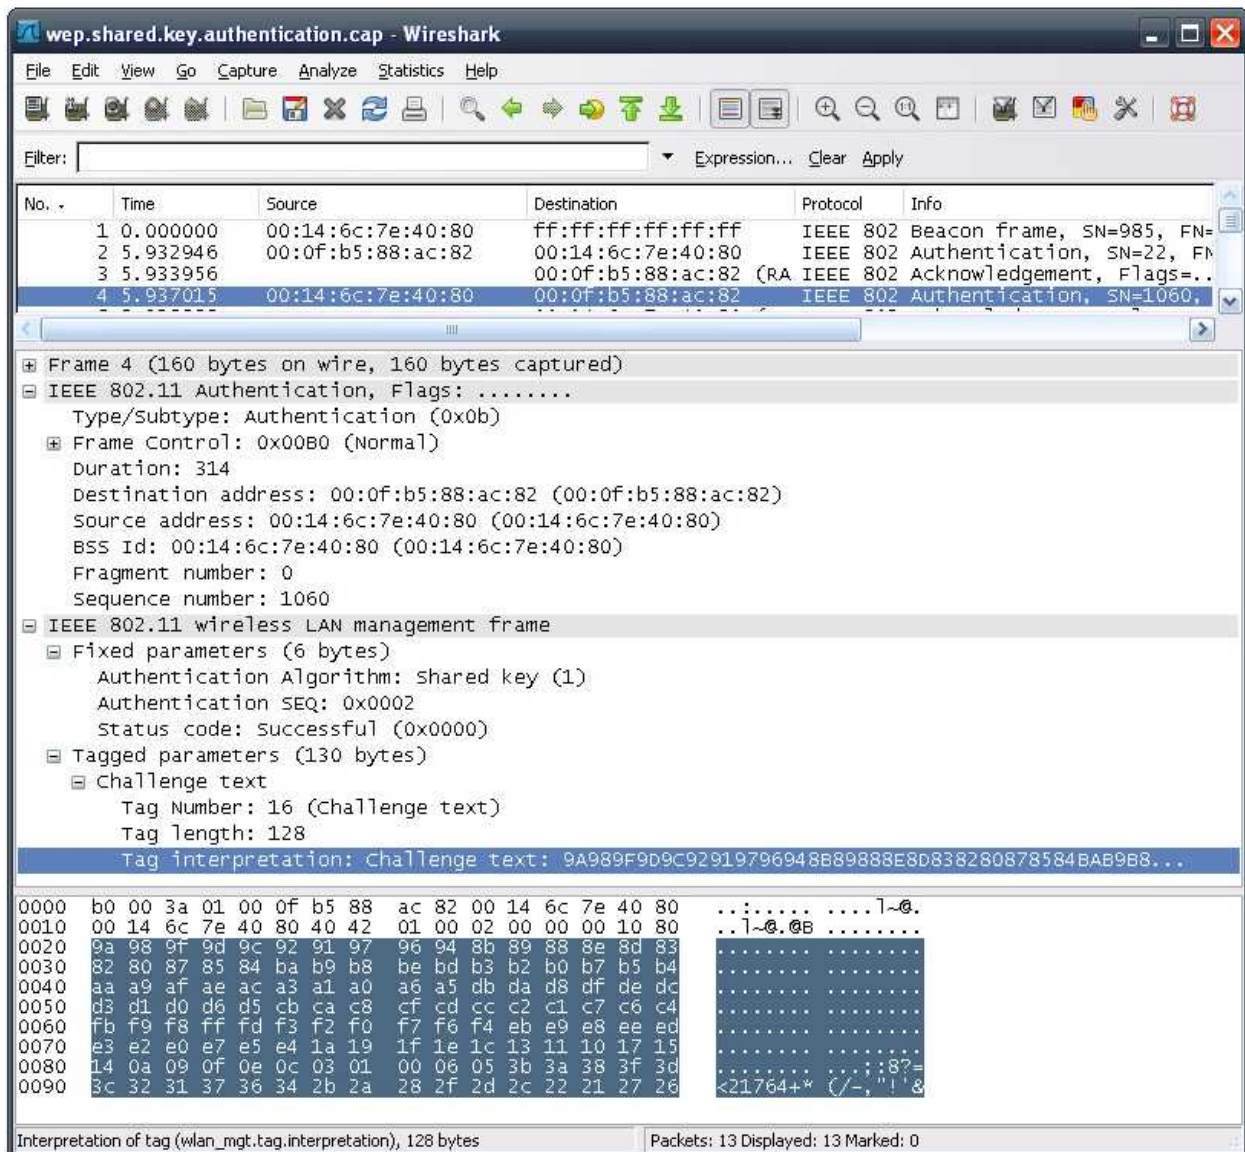 wep.shared.key.authentication.cap - Wireshark
File Edit View Go Capture Analyze Statistics Help
Filter: Expression... Clear Apply
No. Time Source Destination Protocol Info
1 0.000000 00:14:6c:7e:40:80 ff:ff:ff:ff:ff:ff IEEE 802 Beacon frame, SN=985, FN=
2 5.932946 00:0f:b5:88:ac:82 00:14:6c:7e:40:80 IEEE 802 Authentication, SN=22, FN
3 5.933956 00:0f:b5:88:ac:82 (RA IEEE 802 Acknowledgement, Flags=..
4 5.937015 00:14:6c:7e:40:80 00:0f:b5:88:ac:82 IEEE 802 Authentication, SN=1060,
Frame 4 (160 bytes on wire, 160 bytes captured)
IEEE 802.11 Authentication, Flags: ........
Type/Subtype: Authentication (0x0b)
Frame Control: 0x00B0 (Normal)
Duration: 314
Destination address: 00:0f:b5:88:ac:82 (00:0f:b5:88:ac:82)
Source address: 00:14:6c:7e:40:80 (00:14:6c:7e:40:80)
BSS Id: 00:14:6c:7e:40:80 (00:14:6c:7e:40:80)
Fragment number: 0
Sequence number: 1060
IEEE 802.11 wireless LAN management frame
Fixed parameters (6 bytes)
Authentication Algorithm: Shared key (1)
Authentication SEQ: 0x0002
Status code: Successful (0x0000)
Tagged parameters (130 bytes)
Challenge text
Tag Number: 16 (Challenge text)
Tag length: 128
Tag interpretation: Challenge text: 9A989F9D9C92919796948B89888E8D838280878584BAB9B8...
0000 b0 00 3a 01 00 0f b5 88 ac 82 00 14 6c 7e 40 80 ..:..... ....l~@.
0010 00 14 6c 7e 40 80 40 42 01 00 02 00 00 00 10 80 ..l~@.@B ........
0020 9a 98 9f 9d 9c 92 91 97 96 94 8b 89 88 8e 8d 83 ........ ........
0030 82 80 87 85 84 ba b9 b8 be bd b3 b2 b0 b7 b5 b4 ........ ........
0040 aa a9 af ae ac a3 a1 a0 a6 a5 db da d8 df de dc ........ ........
0050 d3 d1 d0 d6 d5 cb ca c8 cf cd cc c2 c1 c7 c6 c4 ........ ........
0060 fb f9 f8 ff fd f3 f2 f0 f7 f6 f4 eb e9 e8 ee ed ........ ........
0070 e3 e2 e0 e7 e5 e4 1a 19 1f 1e 1c 13 11 10 17 15 ........ ........
0080 14 0a 09 0f 0e 0c 03 01 00 06 05 3b 3a 38 3f 3d ........ ...;:8?=
0090 3c 32 31 37 36 34 2b 2a 28 2f 2d 2c 22 21 27 26 <21764+* (/-,"!'&
Interpretation of tag (wlan_mgt.tag.interpretation), 128 bytes Packets: 13 Displayed: 13 Marked: 0